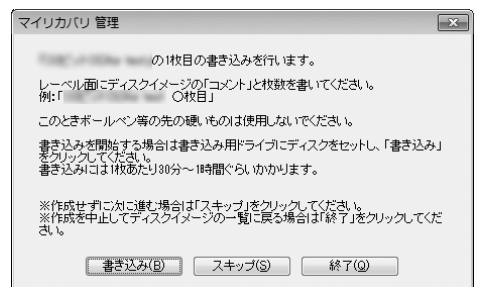 マイリカバリ 管理
の1枚目の書き込みを行います。
レーベル面にディスクイメージの「コメント」と枚数を書いてください。
例:「 ○枚目」
このときボールペン等の先の硬いものは使用しないでください。
書き込みを開始する場合は書き込み用ドライブにディスクをセットし、「書き込み」
をクリックしてください。
書き込みには1枚あたり30分～1時間ぐらいかかります。
※作成せずに次に進む場合は「スキップ」をクリックしてください。
※作成を中止してディスクイメージの一覧に戻る場合は「終了」をクリックしてくだ
さい。
書き込み(B) スキップ(S) 終了(Q)